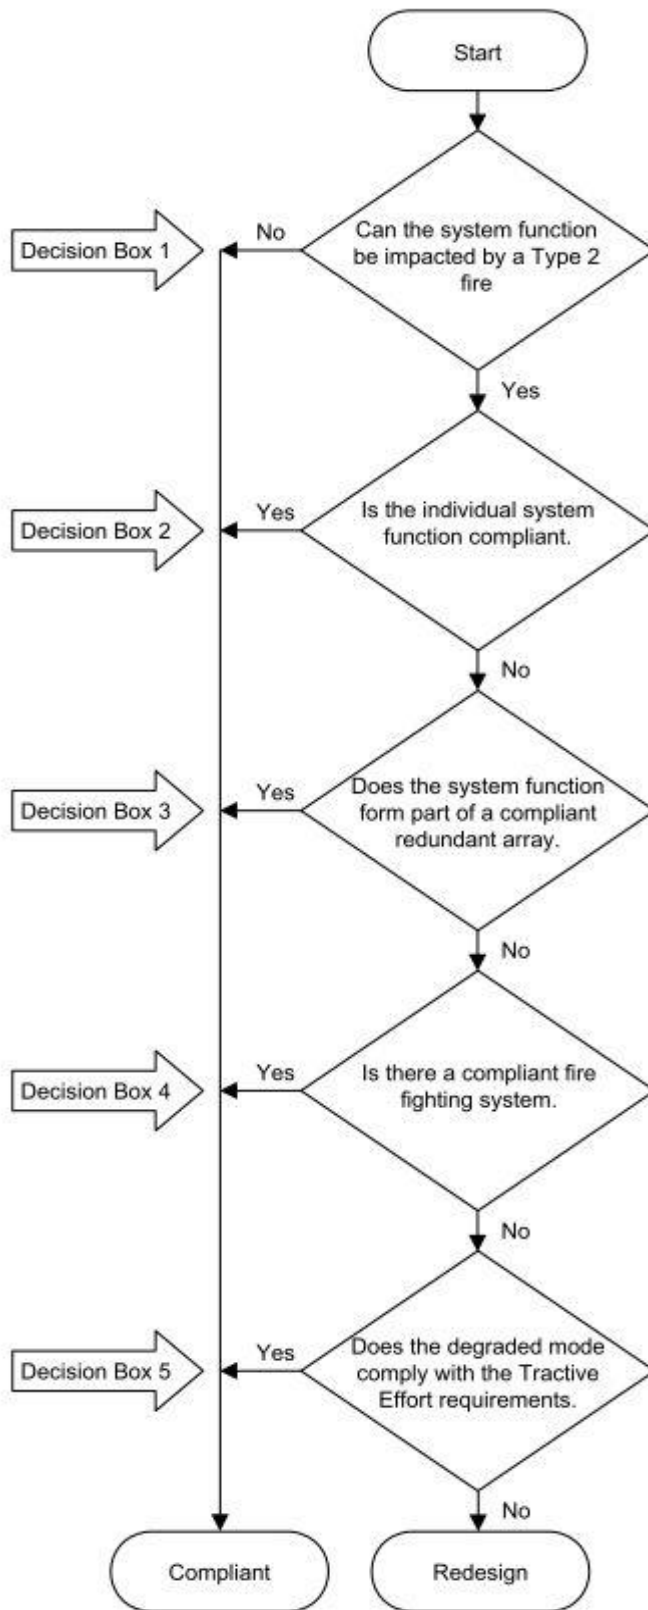 Start
Decision Box 1
No
Can the system function
be impacted by a Type 2
fire
Yes
Decision Box 2
Yes
Is the individual system
function compliant.
No
Decision Box 3
Yes
Does the system function
form part of a compliant
redundant array.
No
Decision Box 4
Yes
Is there a compliant fire
fighting system.
No
Decision Box 5
Yes
Does the degraded mode
comply with the Tractive
Effort requirements.
No
Compliant
Redesign